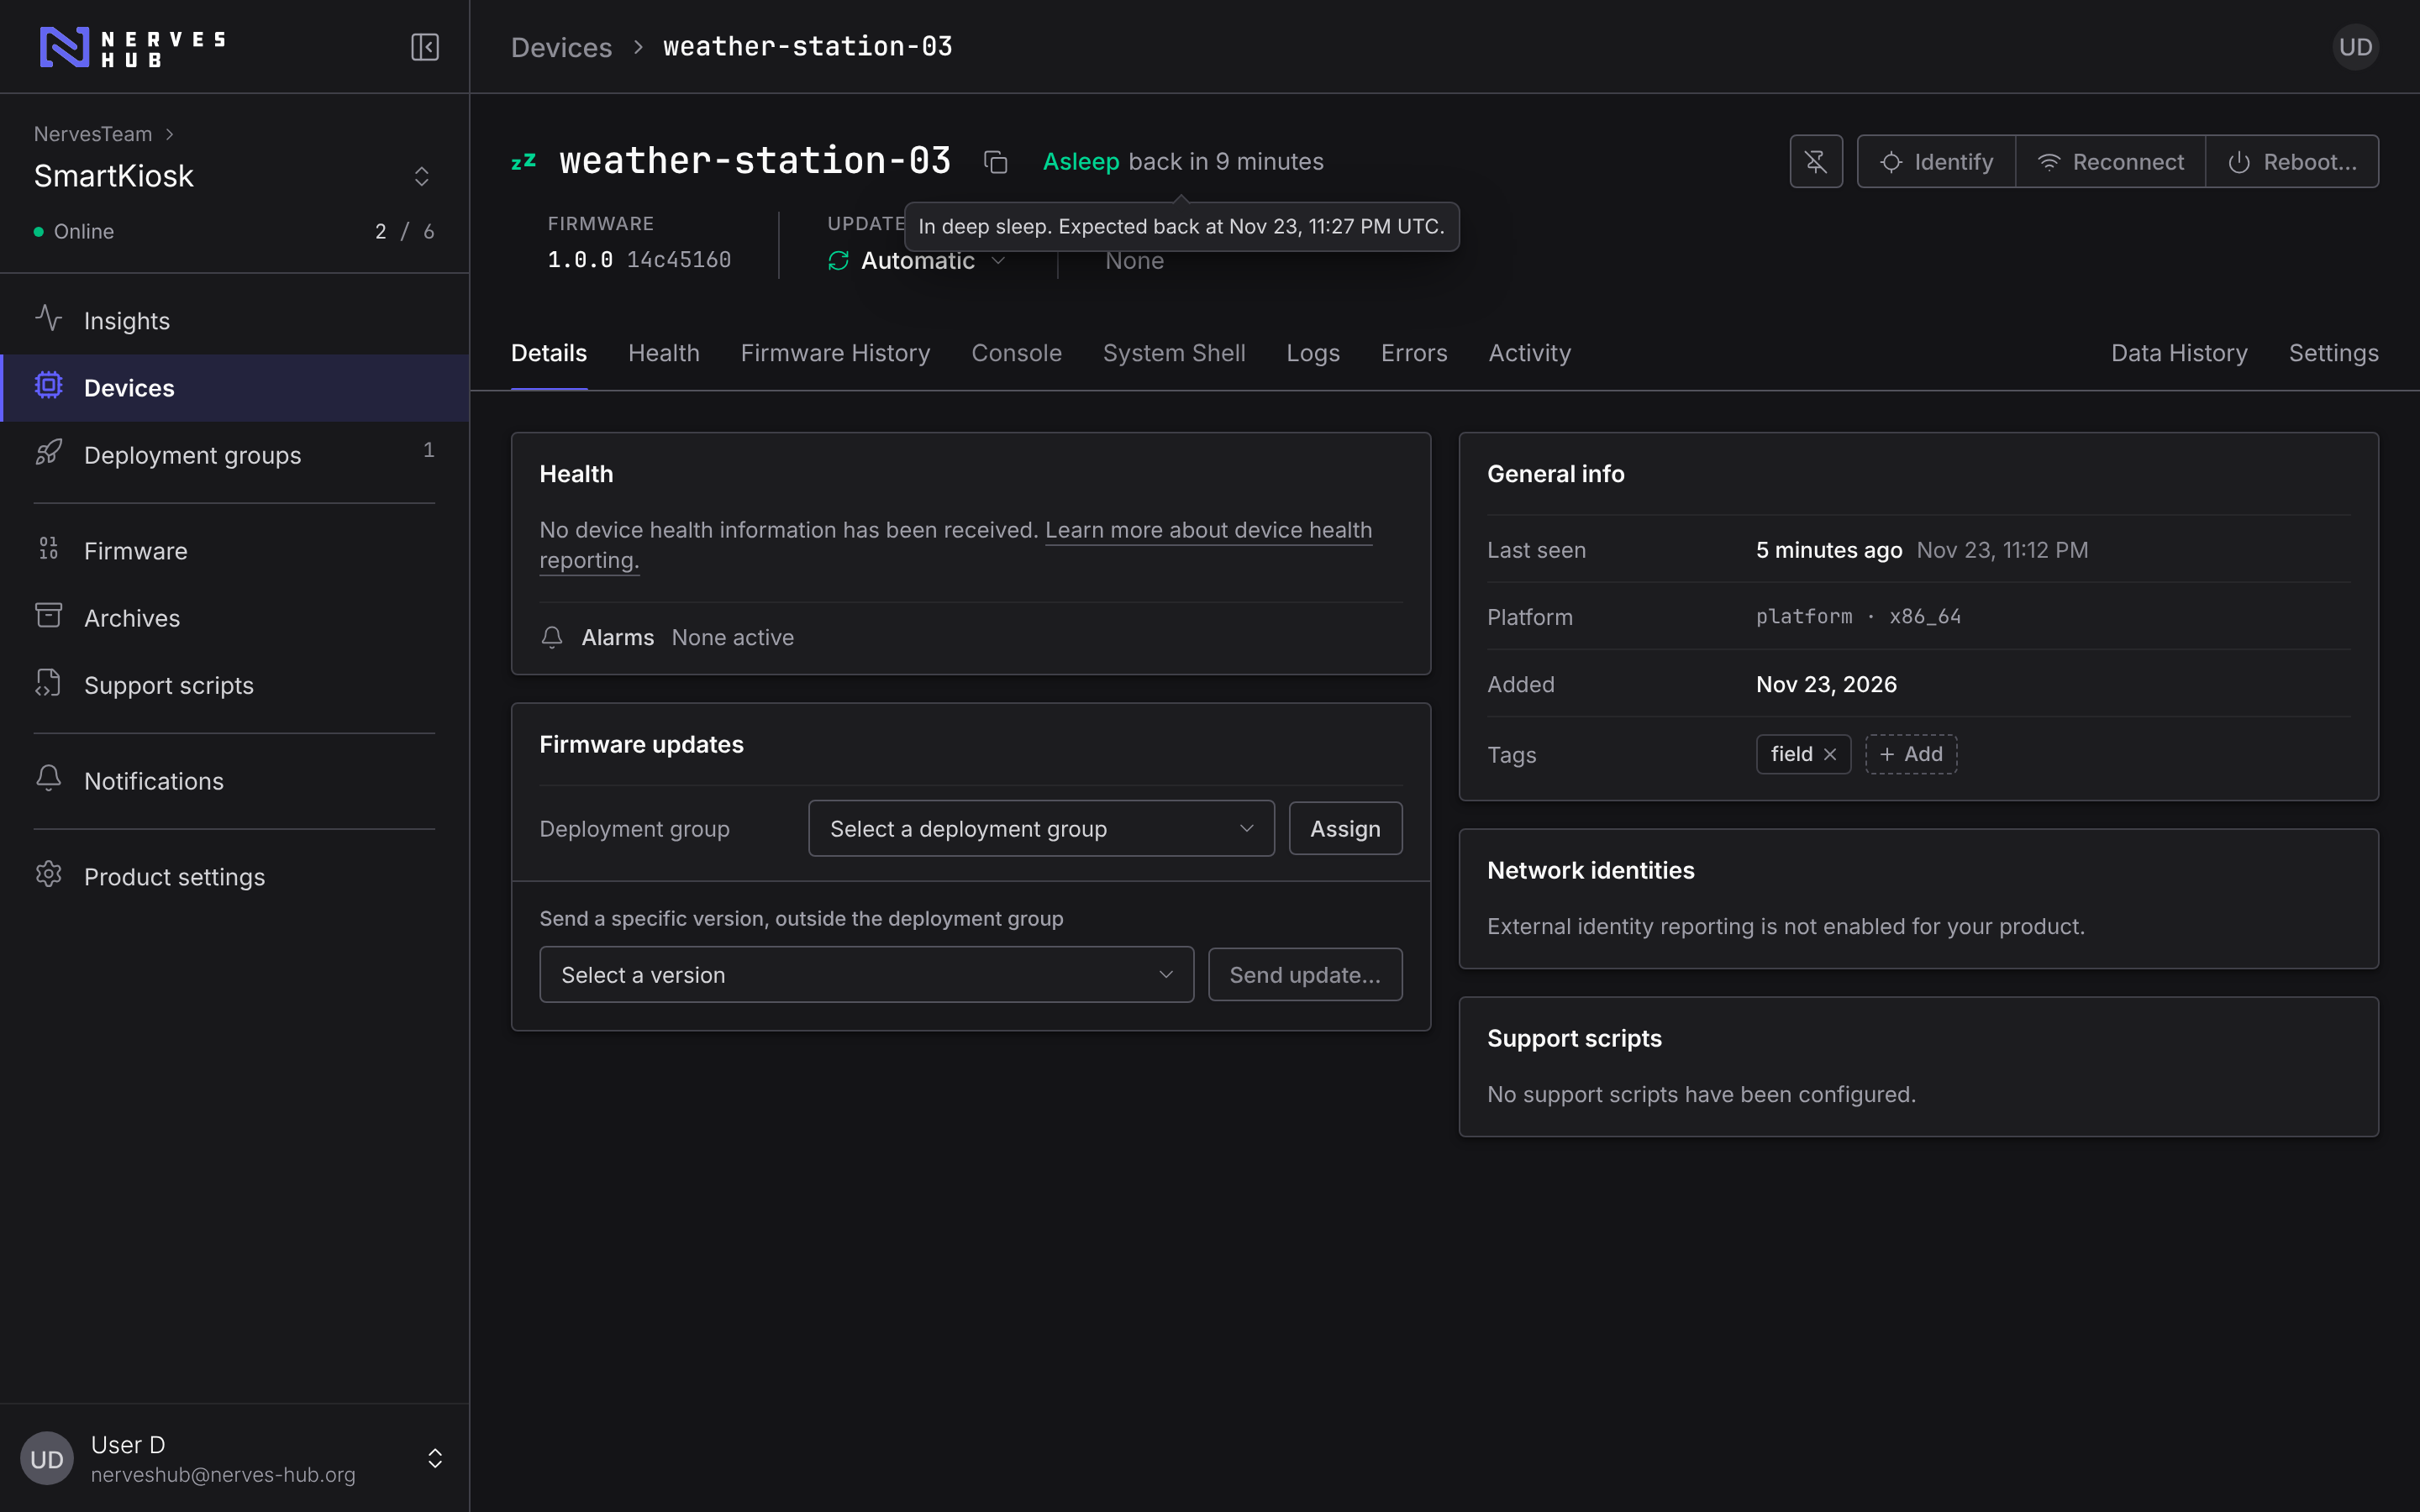 NERVES
HUB
NervesTeam
SmartKiosk
Online 2 / 6
Insights
Devices
Deployment groups 1
Firmware
Archives
Support scripts
Notifications
Product settings
User D
UD
nerveshub@nerves-hub.org
Devices > weather-station-03
UD
zZ weather-station-03 Asleep back in 9 minutes
Identify Reconnect Reboot...
In deep sleep. Expected back at Nov 23, 11:27 PM UTC.
FIRMWARE
1.0.0 14c45160
UPDATE
Automatic
None
Details Health Firmware History Console System Shell Logs Errors Activity Data History Settings
Health
No device health information has been received. Learn more about device health
reporting.
Alarms None active
Firmware updates
Deployment group Select a deployment group Assign
Send a specific version, outside the deployment group
Select a version Send update...
General info
Last seen 5 minutes ago Nov 23, 11:12 PM
Platform platform · x86_64
Added Nov 23, 2026
Tags field × + Add
Network identities
External identity reporting is not enabled for your product.
Support scripts
No support scripts have been configured.